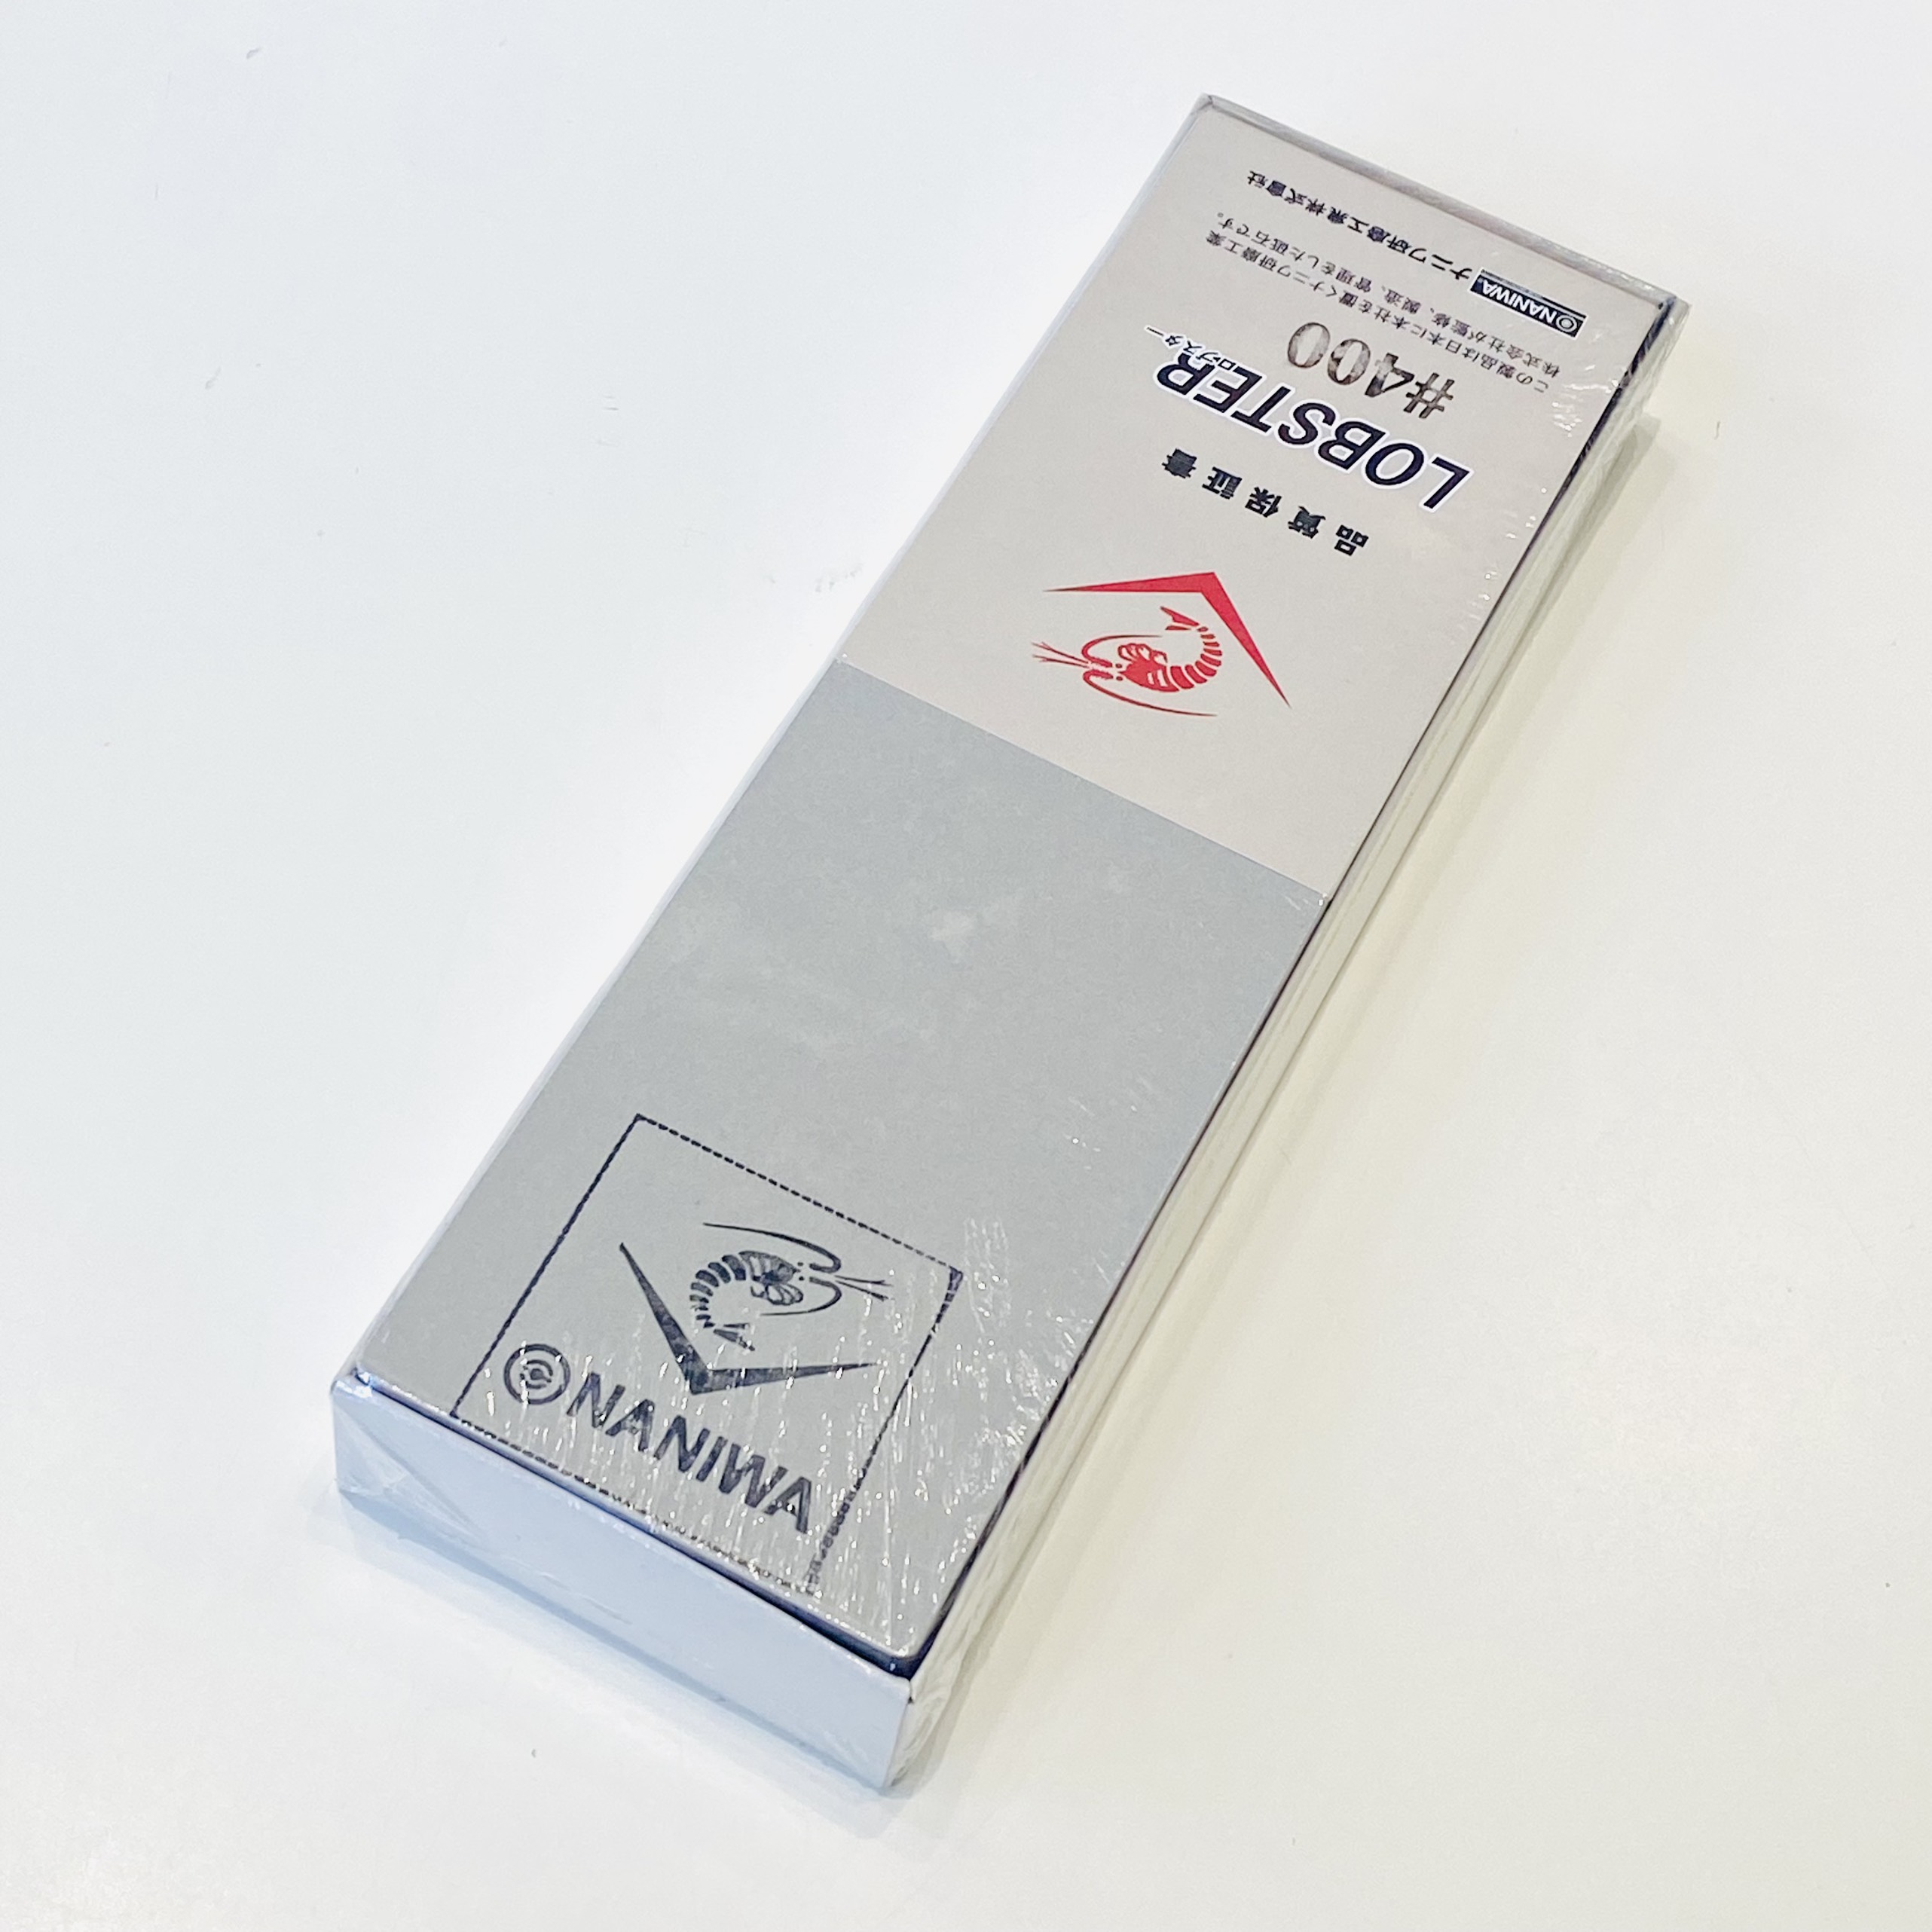 品質保証書
LOBSTER
ロブスター
#400
この製品は日本に本社を置くナニワ研磨工業
株式会社が監修、製造、管理をした砥石です。
NANIWA® ナニワ研磨工業株式會社
NANIWA